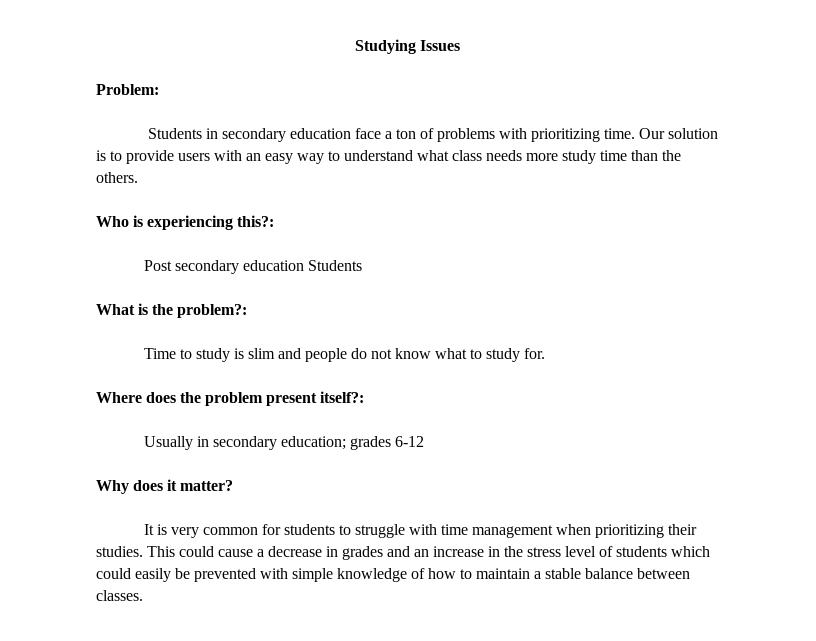 Studying Issues
Problem:
Students in secondary education face a ton of problems with prioritizing time. Our solution
is to provide users with an easy way to understand what class needs more study time than the
others.
Who is experiencing this?:
Post secondary education Students
What is the problem?:
Time to study is slim and people do not know what to study for.
Where does the problem present itself?:
Usually in secondary education; grades 6-12
Why does it matter?
It is very common for students to struggle with time management when prioritizing their
studies. This could cause a decrease in grades and an increase in the stress level of students which
could easily be prevented with simple knowledge of how to maintain a stable balance between
classes.